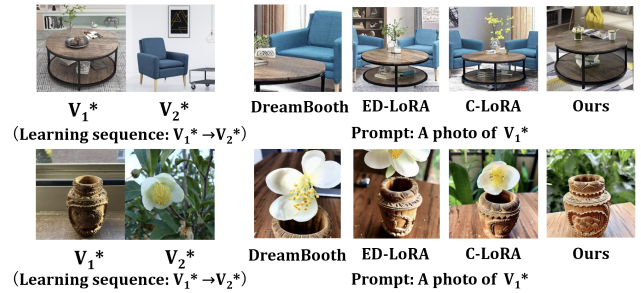 V₁* V₂* DreamBooth ED-LoRA C-LoRA Ours
(Learning sequence: V₁* →V₂*) Prompt: A photo of V₁*
V₁* V₂* DreamBooth ED-LoRA C-LoRA Ours
(Learning sequence: V₁* →V₂*) Prompt: A photo of V₁*